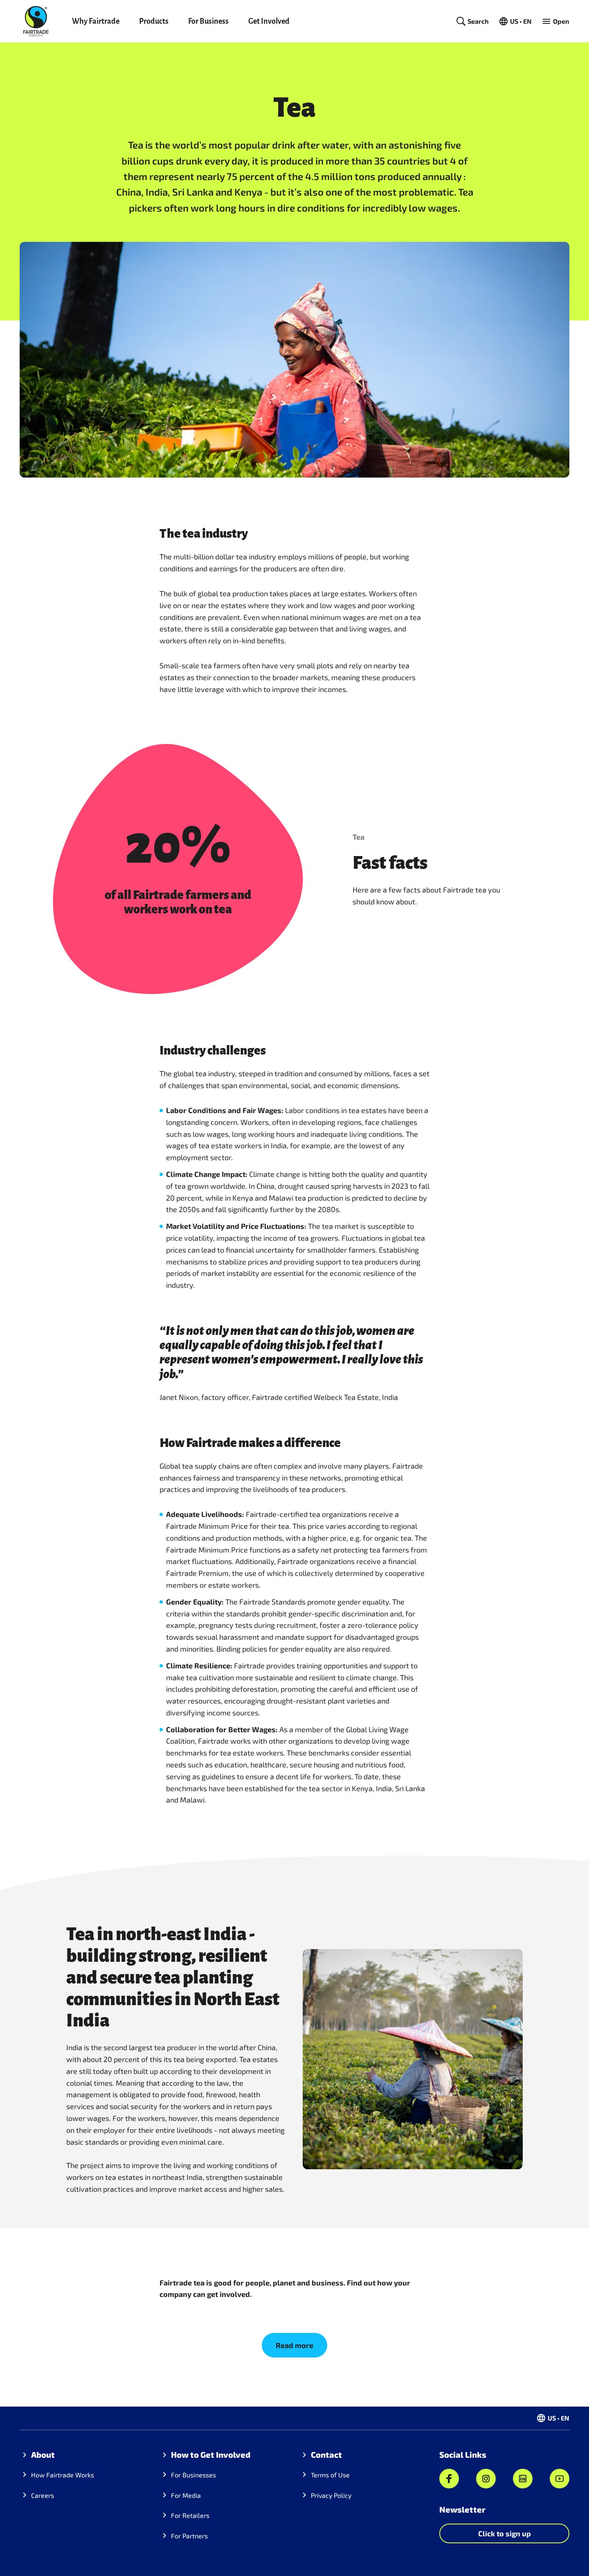 FAIRTRADE
AMERICA
Why Fairtrade
Products
For Business
Get Involved
Search
US • EN
Open
Tea
Tea is the world’s most popular drink after water, with an astonishing five
billion cups drunk every day, it is produced in more than 35 countries but 4 of
them represent nearly 75 percent of the 4.5 million tons produced annually :
China, India, Sri Lanka and Kenya - but it’s also one of the most problematic. Tea
pickers often work long hours in dire conditions for incredibly low wages.
The tea industry
The multi-billion dollar tea industry employs millions of people, but working
conditions and earnings for the producers are often dire.
The bulk of global tea production takes places at large estates. Workers often
live on or near the estates where they work and low wages and poor working
conditions are prevalent. Even when national minimum wages are met on a tea
estate, there is still a considerable gap between that and living wages, and
workers often rely on in-kind benefits.
Small-scale tea farmers often have very small plots and rely on nearby tea
estates as their connection to the broader markets, meaning these producers
have little leverage with which to improve their incomes.
20%
of all Fairtrade farmers and
workers work on tea
Tea
Fast facts
Here are a few facts about Fairtrade tea you
should know about.
Industry challenges
The global tea industry, steeped in tradition and consumed by millions, faces a set
of challenges that span environmental, social, and economic dimensions.
Labor Conditions and Fair Wages: Labor conditions in tea estates have been a
longstanding concern. Workers, often in developing regions, face challenges
such as low wages, long working hours and inadequate living conditions. The
wages of tea estate workers in India, for example, are the lowest of any
employment sector.
Climate Change Impact: Climate change is hitting both the quality and quantity
of tea grown worldwide. In China, drought caused spring harvests in 2023 to fall
20 percent, while in Kenya and Malawi tea production is predicted to decline by
the 2050s and fall significantly further by the 2080s.
Market Volatility and Price Fluctuations: The tea market is susceptible to
price volatility, impacting the income of tea growers. Fluctuations in global tea
prices can lead to financial uncertainty for smallholder farmers. Establishing
mechanisms to stabilize prices and providing support to tea producers during
periods of market instability are essential for the economic resilience of the
industry.
“It is not only men that can do this job, women are
equally capable of doing this job. I feel that I
represent women's empowerment. I really love this
job.”
Janet Nixon, factory officer, Fairtrade certified Welbeck Tea Estate, India
How Fairtrade makes a difference
Global tea supply chains are often complex and involve many players. Fairtrade
enhances fairness and transparency in these networks, promoting ethical
practices and improving the livelihoods of tea producers.
Adequate Livelihoods: Fairtrade-certified tea organizations receive a
Fairtrade Minimum Price for their tea. This price varies according to regional
conditions and production methods, with a higher price, e.g. for organic tea. The
Fairtrade Minimum Price functions as a safety net protecting tea farmers from
market fluctuations. Additionally, Fairtrade organizations receive a financial
Fairtrade Premium, the use of which is collectively determined by cooperative
members or estate workers.
Gender Equality: The Fairtrade Standards promote gender equality. The
criteria within the standards prohibit gender-specific discrimination and, for
example, pregnancy tests during recruitment, foster a zero-tolerance policy
towards sexual harassment and mandate support for disadvantaged groups
and minorities. Binding policies for gender equality are also required.
Climate Resilience: Fairtrade provides training opportunities and support to
make tea cultivation more sustainable and resilient to climate change. This
includes prohibiting deforestation, promoting the careful and efficient use of
water resources, encouraging drought-resistant plant varieties and
diversifying income sources.
Collaboration for Better Wages: As a member of the Global Living Wage
Coalition, Fairtrade works with other organizations to develop living wage
benchmarks for tea estate workers. These benchmarks consider essential
needs such as education, healthcare, secure housing and nutritious food,
serving as guidelines to ensure a decent life for workers. To date, these
benchmarks have been established for the tea sector in Kenya, India, Sri Lanka
and Malawi.
Tea in north-east India -
building strong, resilient
and secure tea planting
communities in North East
India
India is the second largest tea producer in the world after China,
with about 20 percent of this its tea being exported. Tea estates
are still today often built up according to their development in
colonial times. Meaning that according to the law, the
management is obligated to provide food, firewood, health
services and social security for the workers and in return pays
lower wages. For the workers, however, this means dependence
on their employer for their entire livelihoods - not always meeting
basic standards or providing even minimal care.
The project aims to improve the living and working conditions of
workers on tea estates in northeast India, strengthen sustainable
cultivation practices and improve market access and higher sales.
Fairtrade tea is good for people, planet and business. Find out how your
company can get involved.
Read more
US • EN
About
How Fairtrade Works
Careers
How to Get Involved
For Businesses
For Media
For Retailers
For Partners
Contact
Terms of Use
Privacy Policy
Social Links
Newsletter
Click to sign up